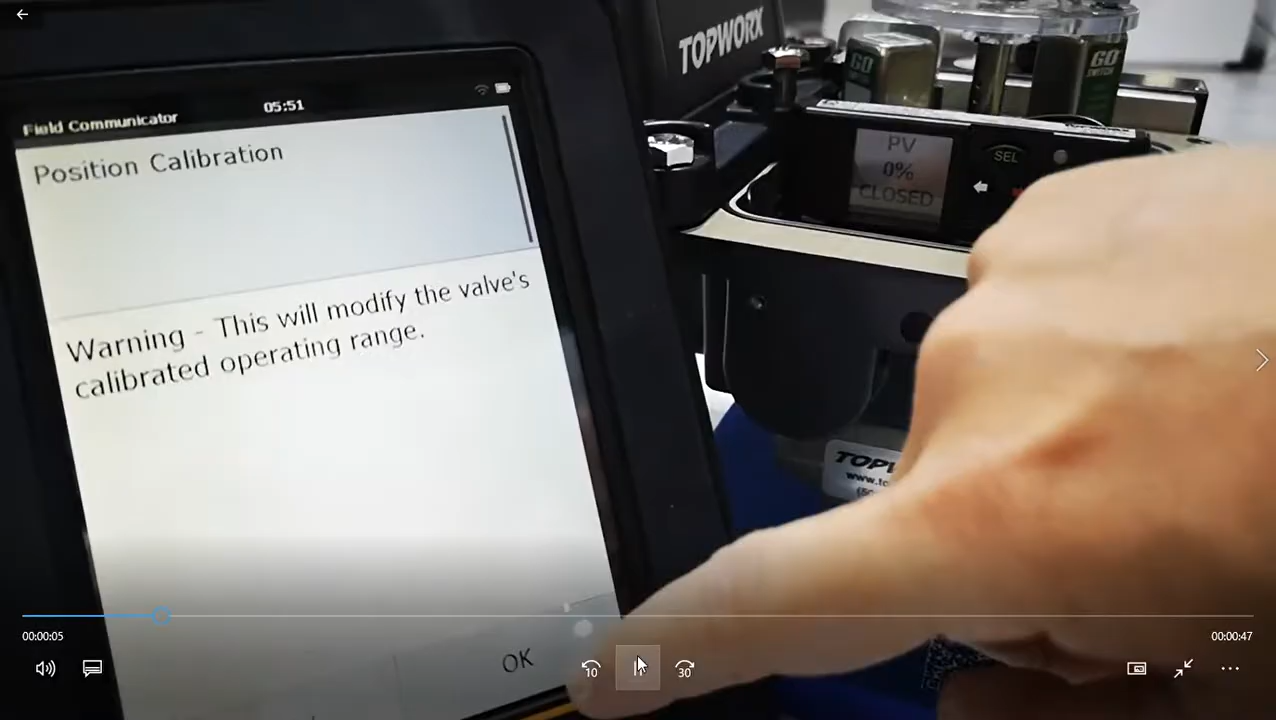 Field Communicator
05:51
Position Calibration
Warning - This will modify the valve's
calibrated operating range.
OK
TOPWORX
GO
GO
SWITCH
PV
0%
CLOSED
SEL
00:00:05
00:00:47
10
30